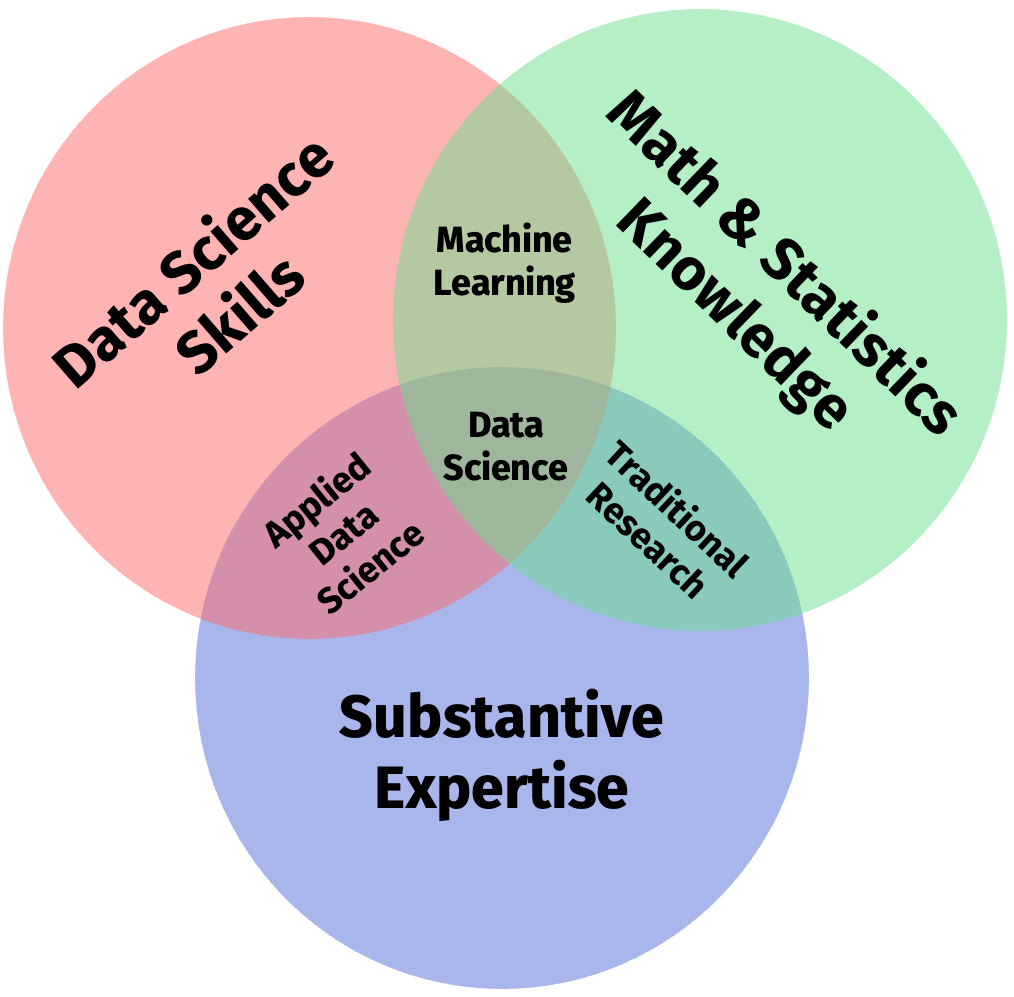 Data Science
Skills
Math & Statistics
Knowledge
Machine
Learning
Data
Science
Applied
Data
Science
Traditional
Research
Substantive
Expertise